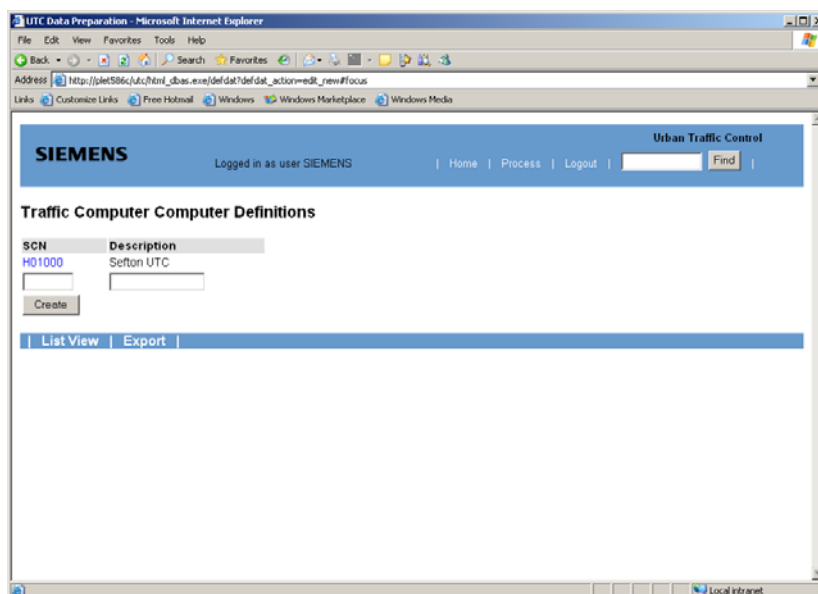 UTC Data Preparation - Microsoft Internet Explorer
File Edit View Favorites Tools Help
Back Search Favorites
Address http://plet586c/utc/html_dbas.exe/defdat?defdat_action=edit_new#focus
Links Customize Links Free Hotmail Windows Windows Marketplace Windows Media
Urban Traffic Control
SIEMENS Logged in as user SIEMENS | Home | Process | Logout | Find |
Traffic Computer Computer Definitions
SCN Description
H01000 Sefton UTC
Create
| List View | Export |
Local intranet